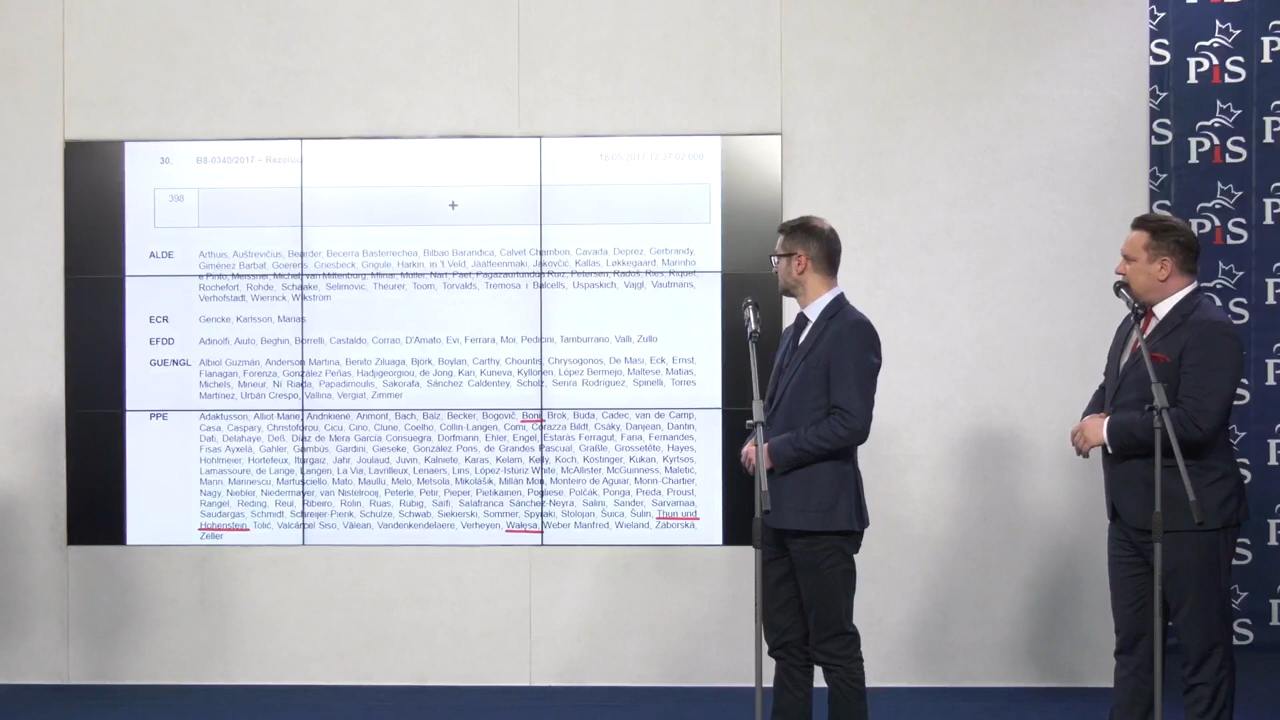 30. B8-0340/2017 – Rezoluc 18/05/2017 12:37:02.000
398 +
ALDE Arthuis, Auštrevičius, Bearder, Becerra Basterrechea, Bilbao Barandica, Calvet Chambon, Cavada, Deprez, Gerbrandy,
Giménez Barbat, Goerens, Griesbeck, Grigule, Harkin, in 't Veld, Jäätteenmäki, Jakovčić, Kallas, Løkkegaard, Marinho
e Pinto, Meissner, Michel, van Miltenburg, Mlinar, Müller, Nart, Paet, Pagazaurtundúa Ruiz, Petersen, Radoš, Ries, Riquet,
Rochefort, Rohde, Schaake, Selimovic, Theurer, Toom, Torvalds, Tremosa i Balcells, Uspaskich, Vajgl, Vautmans,
Verhofstadt, Wierinck, Wikström
ECR Gericke, Karlsson, Marias
EFDD Adinolfi, Aiuto, Beghin, Borrelli, Castaldo, Corrao, D'Amato, Evi, Ferrara, Moi, Pedicini, Tamburrano, Valli, Zullo
GUE/NGL Albiol Guzmán, Anderson Martina, Benito Ziluaga, Björk, Boylan, Carthy, Chountis, Chrysogonos, De Masi, Eck, Ernst,
Flanagan, Forenza, González Peñas, Hadjigeorgiou, de Jong, Kari, Kuneva, Kyllönen, López Bermejo, Maltese, Matias,
Michels, Mineur, Ní Riada, Papadimoulis, Sakorafa, Sánchez Caldentey, Scholz, Senra Rodríguez, Spinelli, Torres
Martínez, Urbán Crespo, Vallina, Vergiat, Zimmer
PPE Adaktusson, Alliot-Marie, Andrikienė, Arimont, Bach, Balz, Becker, Bogovič, Boni, Brok, Buda, Cadec, van de Camp,
Casa, Caspary, Christoforou, Cicu, Cirio, Clune, Coelho, Collin-Langen, Comi, Corazza Bildt, Csáky, Danjean, Dantin,
Dati, Delahaye, Deß, Díaz de Mera García Consuegra, Dorfmann, Ehler, Engel, Estaràs Ferragut, Faria, Fernandes,
Fisas Ayxelà, Gahler, Gambús, Gardini, Gieseke, González Pons, de Grandes Pascual, Gräßle, Grossetête, Hayes,
Hohlmeier, Hortefeux, Iturgaiz, Jahr, Joulaud, Juvin, Kalniete, Karas, Kelam, Kelly, Koch, Köstinger, Kukan, Kyrtsos,
Lamassoure, de Lange, Langen, La Via, Lavrilleux, Lenaers, Lins, López-Istúriz White, McAllister, McGuinness, Maletić,
Mann, Marinescu, Martusciello, Mato, Maullu, Melo, Metsola, Mikolášik, Millán Mon, Monteiro de Aguiar, Morin-Chartier,
Nagy, Niebler, Niedermayer, van Nistelrooij, Peterle, Petir, Pieper, Pietikäinen, Pogliese, Polčák, Ponga, Preda, Proust,
Rangel, Reding, Reul, Ribeiro, Rolin, Ruas, Rübig, Saïfi, Salafranca Sánchez-Neyra, Salini, Sander, Sarvamaa,
Saudargas, Schmidt, Schreijer-Pierik, Schulze, Schwab, Siekierski, Sommer, Spyraki, Stolojan, Šuica, Šulin, Thun und
Hohenstein, Tolić, Valcárcel Siso, Vălean, Vandenkendelaere, Verheyen, Wałęsa, Weber Manfred, Wieland, Záborská,
Zeller
PiS
PiS
PiS